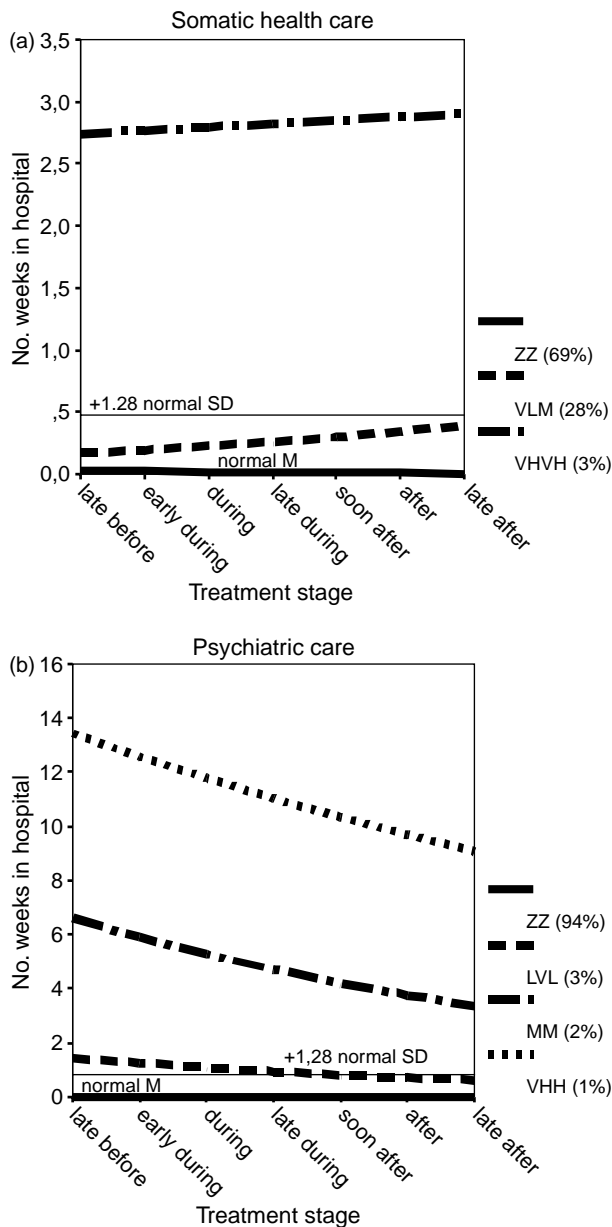 Somatic health care
(a)
3,5
3,0
2,5
2,0
1,5
1,0
,5
0,0
No. weeks in hospital
+1.28 normal SD
normal M
late before
early during
during
late during
soon after
after
late after
Treatment stage
ZZ (69%)
VLM (28%)
VHVH (3%)
Psychiatric care
(b)
16
14
12
10
8
6
4
2
0
No. weeks in hospital
+1,28 normal SD
normal M
late before
early during
during
late during
soon after
after
late after
Treatment stage
ZZ (94%)
LVL (3%)
MM (2%)
VHH (1%)